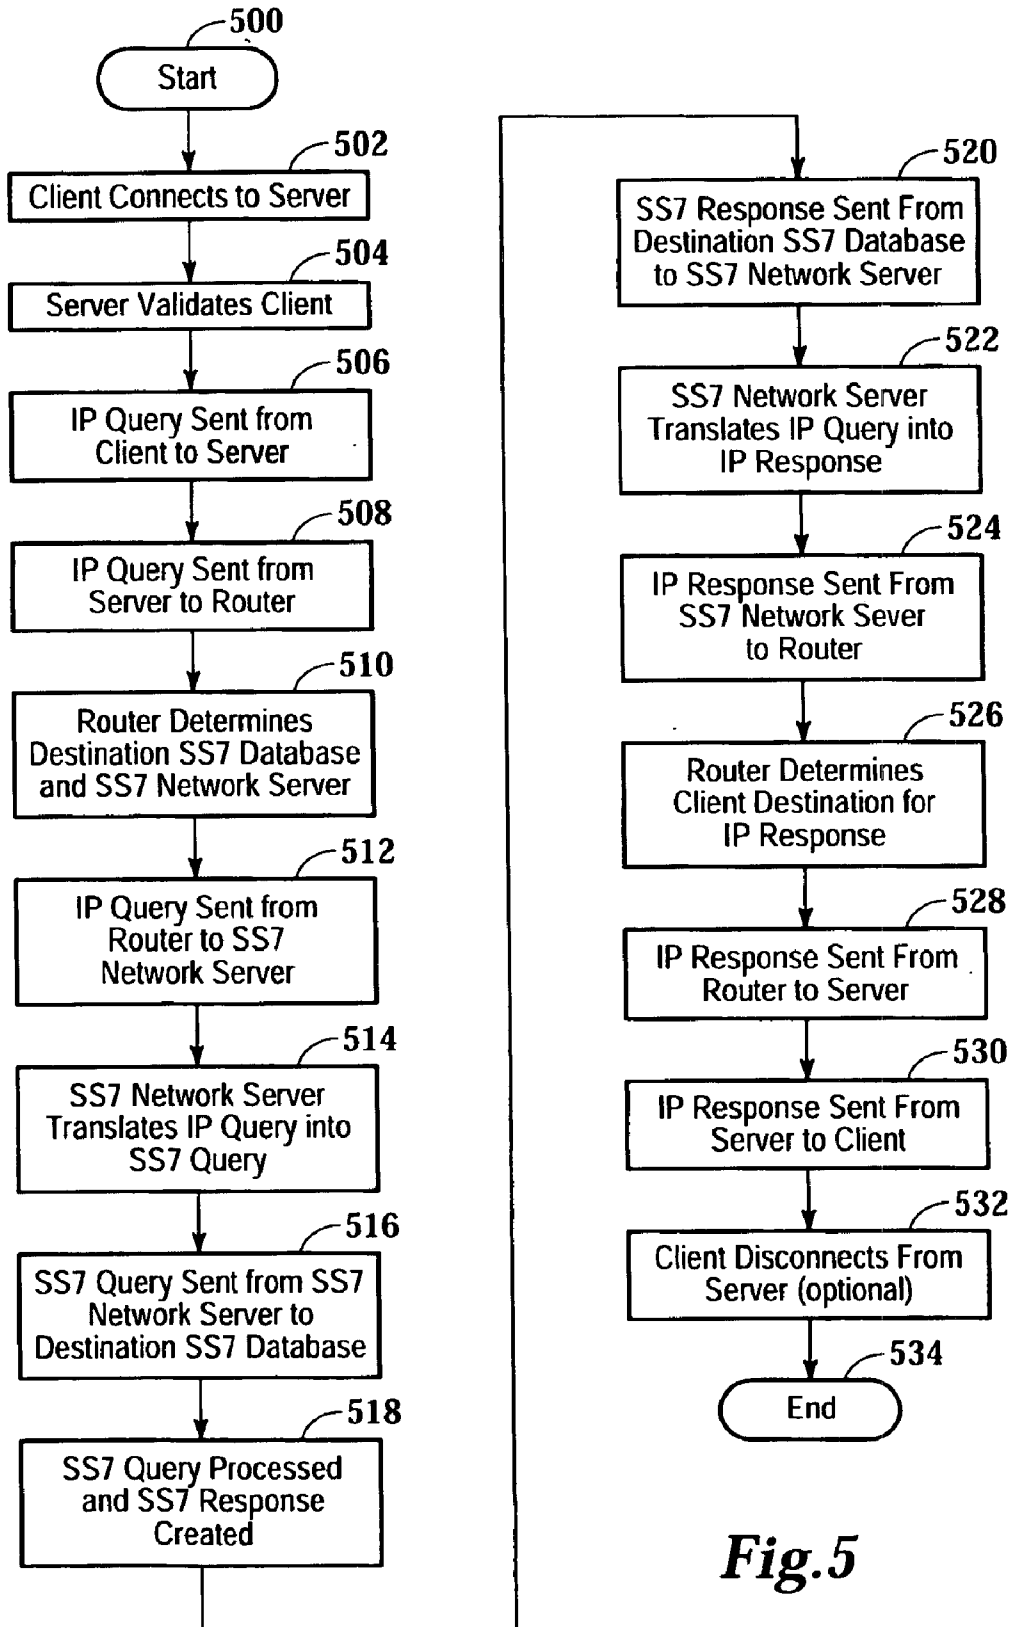 500
Start
502
Client Connects to Server
504
Server Validates Client
506
IP Query Sent from
Client to Server
508
IP Query Sent from
Server to Router
510
Router Determines
Destination SS7 Database
and SS7 Network Server
512
IP Query Sent from
Router to SS7
Network Server
514
SS7 Network Server
Translates IP Query into
SS7 Query
516
SS7 Query Sent from SS7
Network Server to
Destination SS7 Database
518
SS7 Query Processed
and SS7 Response
Created
520
SS7 Response Sent From
Destination SS7 Database
to SS7 Network Server
522
SS7 Network Server
Translates IP Query into
IP Response
524
IP Response Sent From
SS7 Network Sever
to Router
526
Router Determines
Client Destination for
IP Response
528
IP Response Sent From
Router to Server
530
IP Response Sent From
Server to Client
532
Client Disconnects From
Server (optional)
534
End
Fig.5